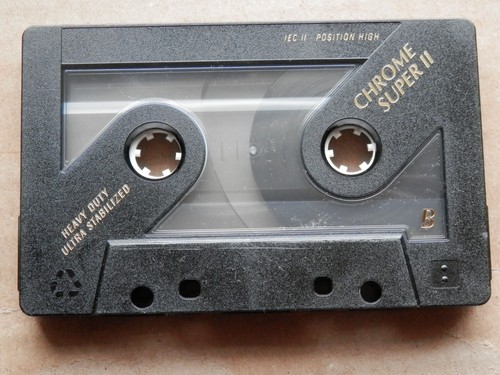 IEC II - POSITION HIGH
CHROME
SUPER II
HEAVY DUTY
ULTRA STABILIZED
B